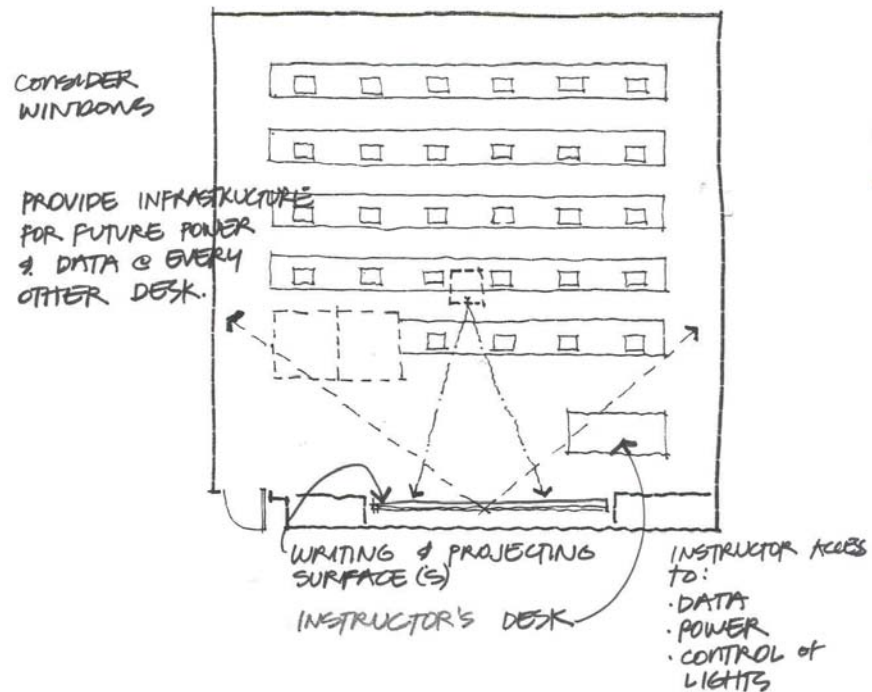 CONSIDER
WINDOWS
PROVIDE INFRASTRUCTURE
FOR FUTURE POWER
& DATA @ EVERY
OTHER DESK.
WRITING & PROJECTING
SURFACE(S)
INSTRUCTOR'S DESK
INSTRUCTOR ACCESS
TO:
· DATA
· POWER
· CONTROL of
LIGHTS